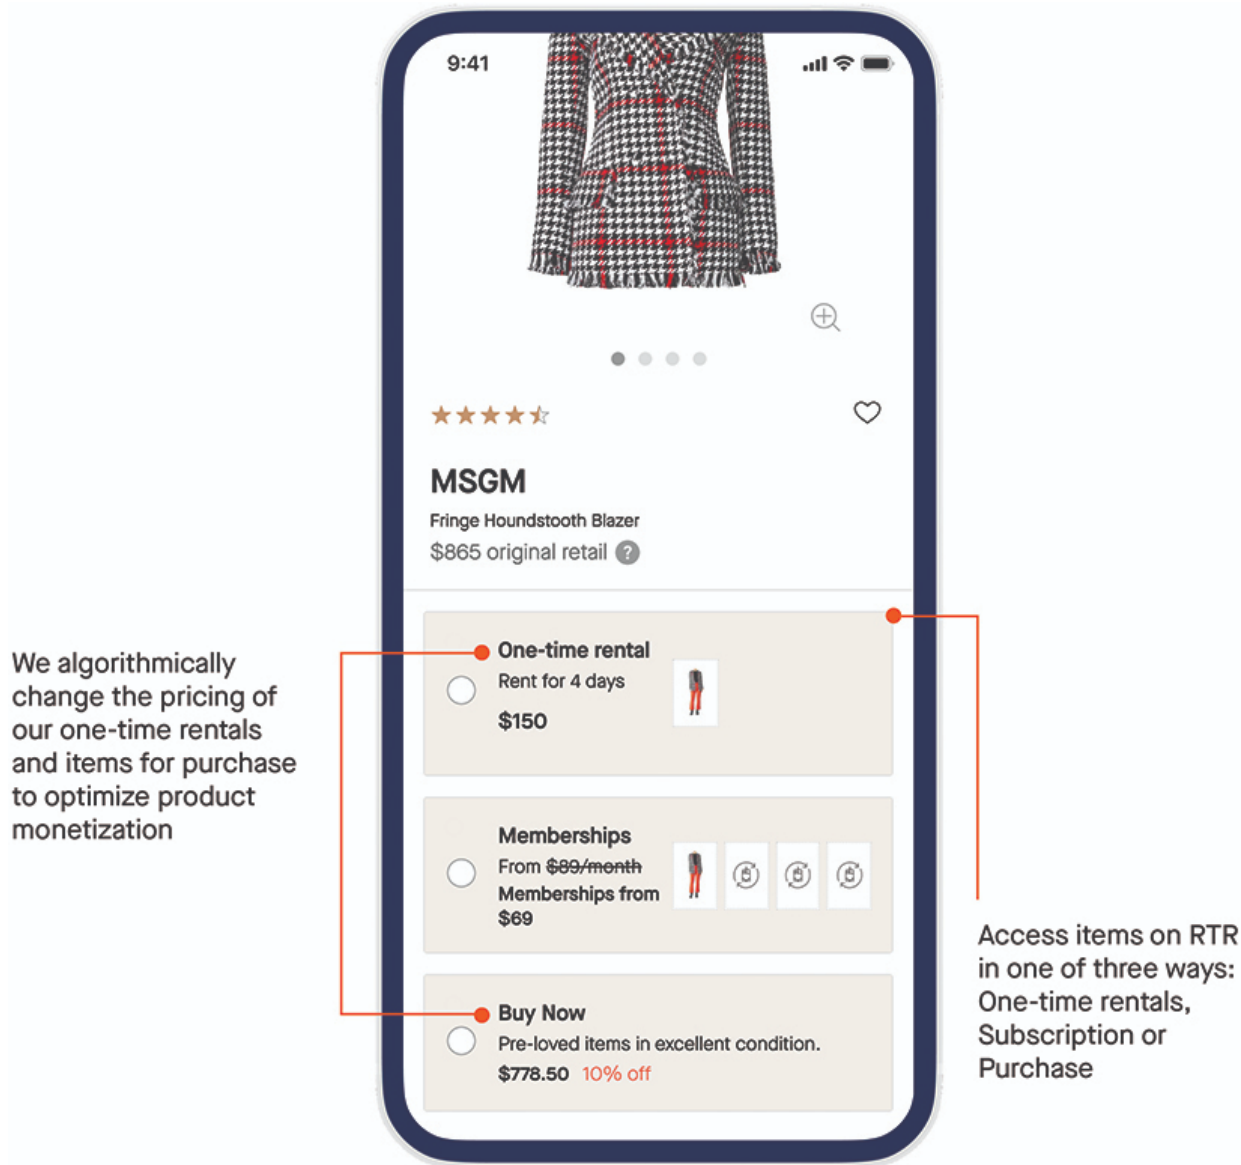 9:41
MSGM
Fringe Houndstooth Blazer
$865 original retail ?
One-time rental
Rent for 4 days
$150
Memberships
From $89/month
Memberships from
$69
Buy Now
Pre-loved items in excellent condition.
$778.50 10% off
We algorithmically
change the pricing of
our one-time rentals
and items for purchase
to optimize product
monetization
Access items on RTR
in one of three ways:
One-time rentals,
Subscription or
Purchase